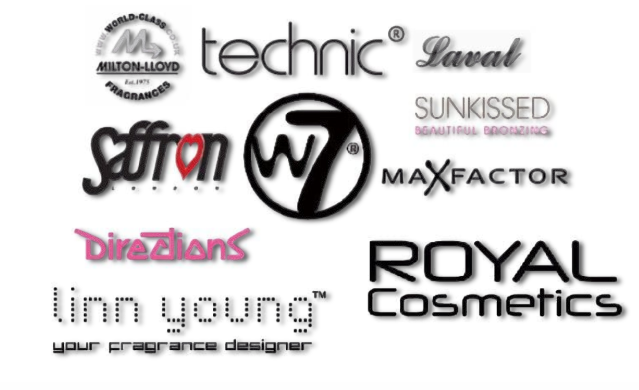 WORLD-CLASS
MILTON-LLOYD
Est.1975
FRAGRANCES
technic®
Laval
SUNKISSED
BEAUTIFUL BRONZING
Saffron
LONDON
W7®
MAXFACTOR
Directions
ROYAL
Cosmetics
linn young™
your fragrance designer